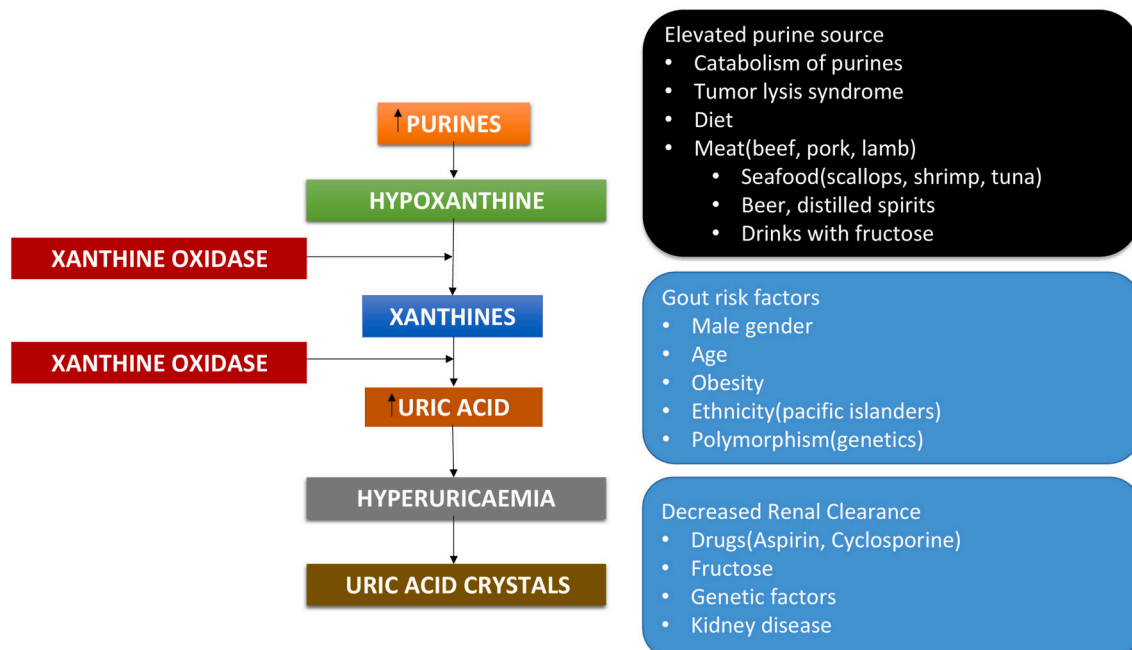 ↑PURINES
HYPOXANTHINE
XANTHINE OXIDASE
XANTHINES
XANTHINE OXIDASE
↑URIC ACID
HYPERURICAEMIA
URIC ACID CRYSTALS
Elevated purine source
• Catabolism of purines
• Tumor lysis syndrome
• Diet
• Meat(beef, pork, lamb)
• Seafood(scallops, shrimp, tuna)
• Beer, distilled spirits
• Drinks with fructose
Gout risk factors
• Male gender
• Age
• Obesity
• Ethnicity(pacific islanders)
• Polymorphism(genetics)
Decreased Renal Clearance
• Drugs(Aspirin, Cyclosporine)
• Fructose
• Genetic factors
• Kidney disease